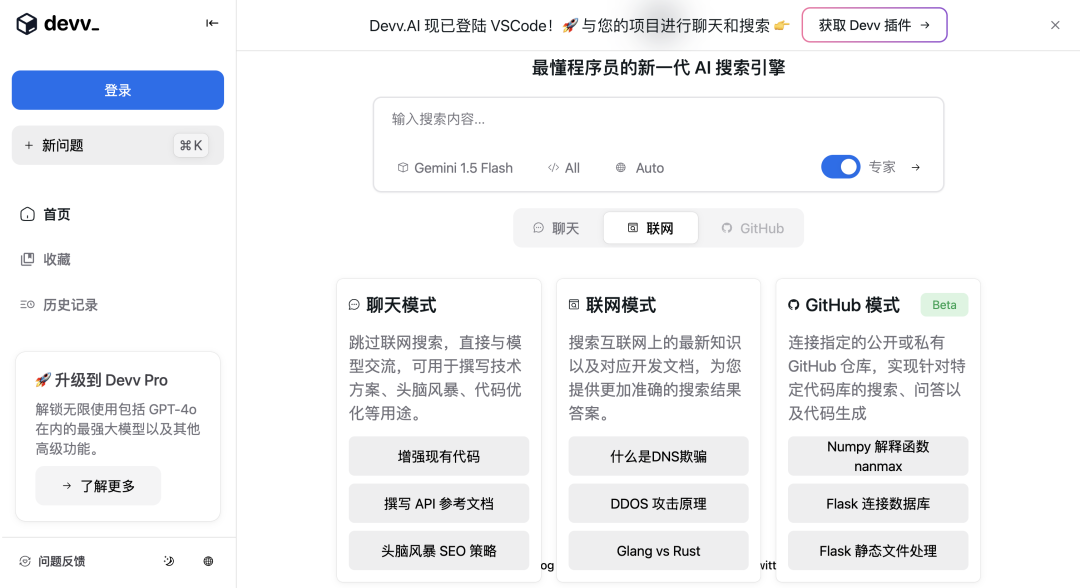 devv_
登录
+ 新问题
⌘ K
首页
收藏
历史记录
🚀 升级到 Devv Pro
解锁无限使用包括 GPT-4o
在内的最强大模型以及其他
高级功能。
→ 了解更多
问题反馈
Devv.AI 现已登陆 VSCode! 🚀 与您的项目进行聊天和搜索 👉
获取 Devv 插件 →
最懂程序员的新一代 AI 搜索引擎
输入搜索内容...
Gemini 1.5 Flash
</> All
Auto
专家 →
聊天
联网
GitHub
聊天模式
跳过联网搜索，直接与模
型交流，可用于撰写技术
方案、头脑风暴、代码优
化等用途。
增强现有代码
撰写 API 参考文档
头脑风暴 SEO 策略
联网模式
搜索互联网上的最新知识
以及对应开发文档，为您
提供更加准确的搜索结果
答案。
什么是DNS欺骗
DDOS 攻击原理
Glang vs Rust
GitHub 模式
Beta
连接指定的公开或私有
GitHub 仓库，实现针对特
定代码库的搜索、问答以
及代码生成
Numpy 解释函数
nanmax
Flask 连接数据库
Flask 静态文件处理
og
witt